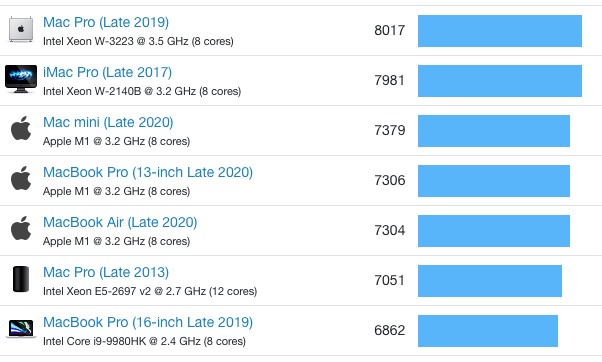 Mac Pro (Late 2019)
Intel Xeon W-3223 @ 3.5 GHz (8 cores)
8017
iMac Pro (Late 2017)
Intel Xeon W-2140B @ 3.2 GHz (8 cores)
7981
Mac mini (Late 2020)
Apple M1 @ 3.2 GHz (8 cores)
7379
MacBook Pro (13-inch Late 2020)
Apple M1 @ 3.2 GHz (8 cores)
7306
MacBook Air (Late 2020)
Apple M1 @ 3.2 GHz (8 cores)
7304
Mac Pro (Late 2013)
Intel Xeon E5-2697 v2 @ 2.7 GHz (12 cores)
7051
MacBook Pro (16-inch Late 2019)
Intel Core i9-9980HK @ 2.4 GHz (8 cores)
6862